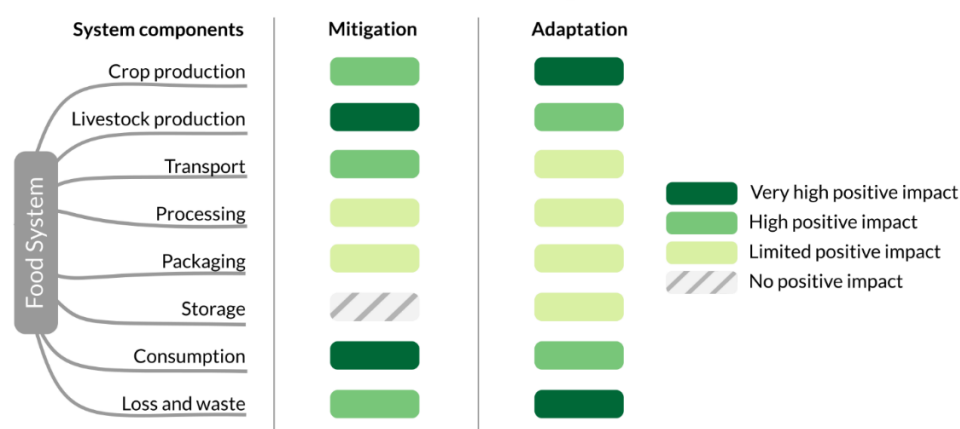 System components
Mitigation
Adaptation
Food System
Crop production
Livestock production
Transport
Processing
Packaging
Storage
Consumption
Loss and waste
Very high positive impact
High positive impact
Limited positive impact
No positive impact